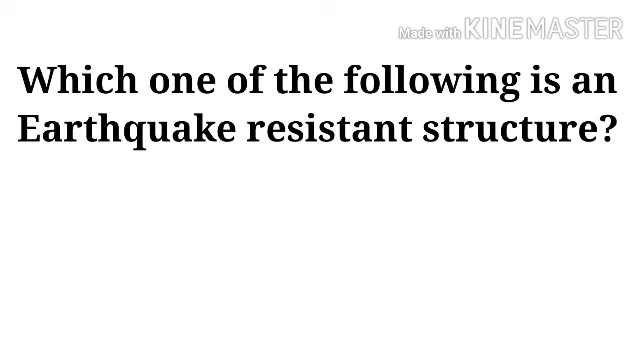 Made with KINEMASTER
Which one of the following is an
Earthquake resistant structure?